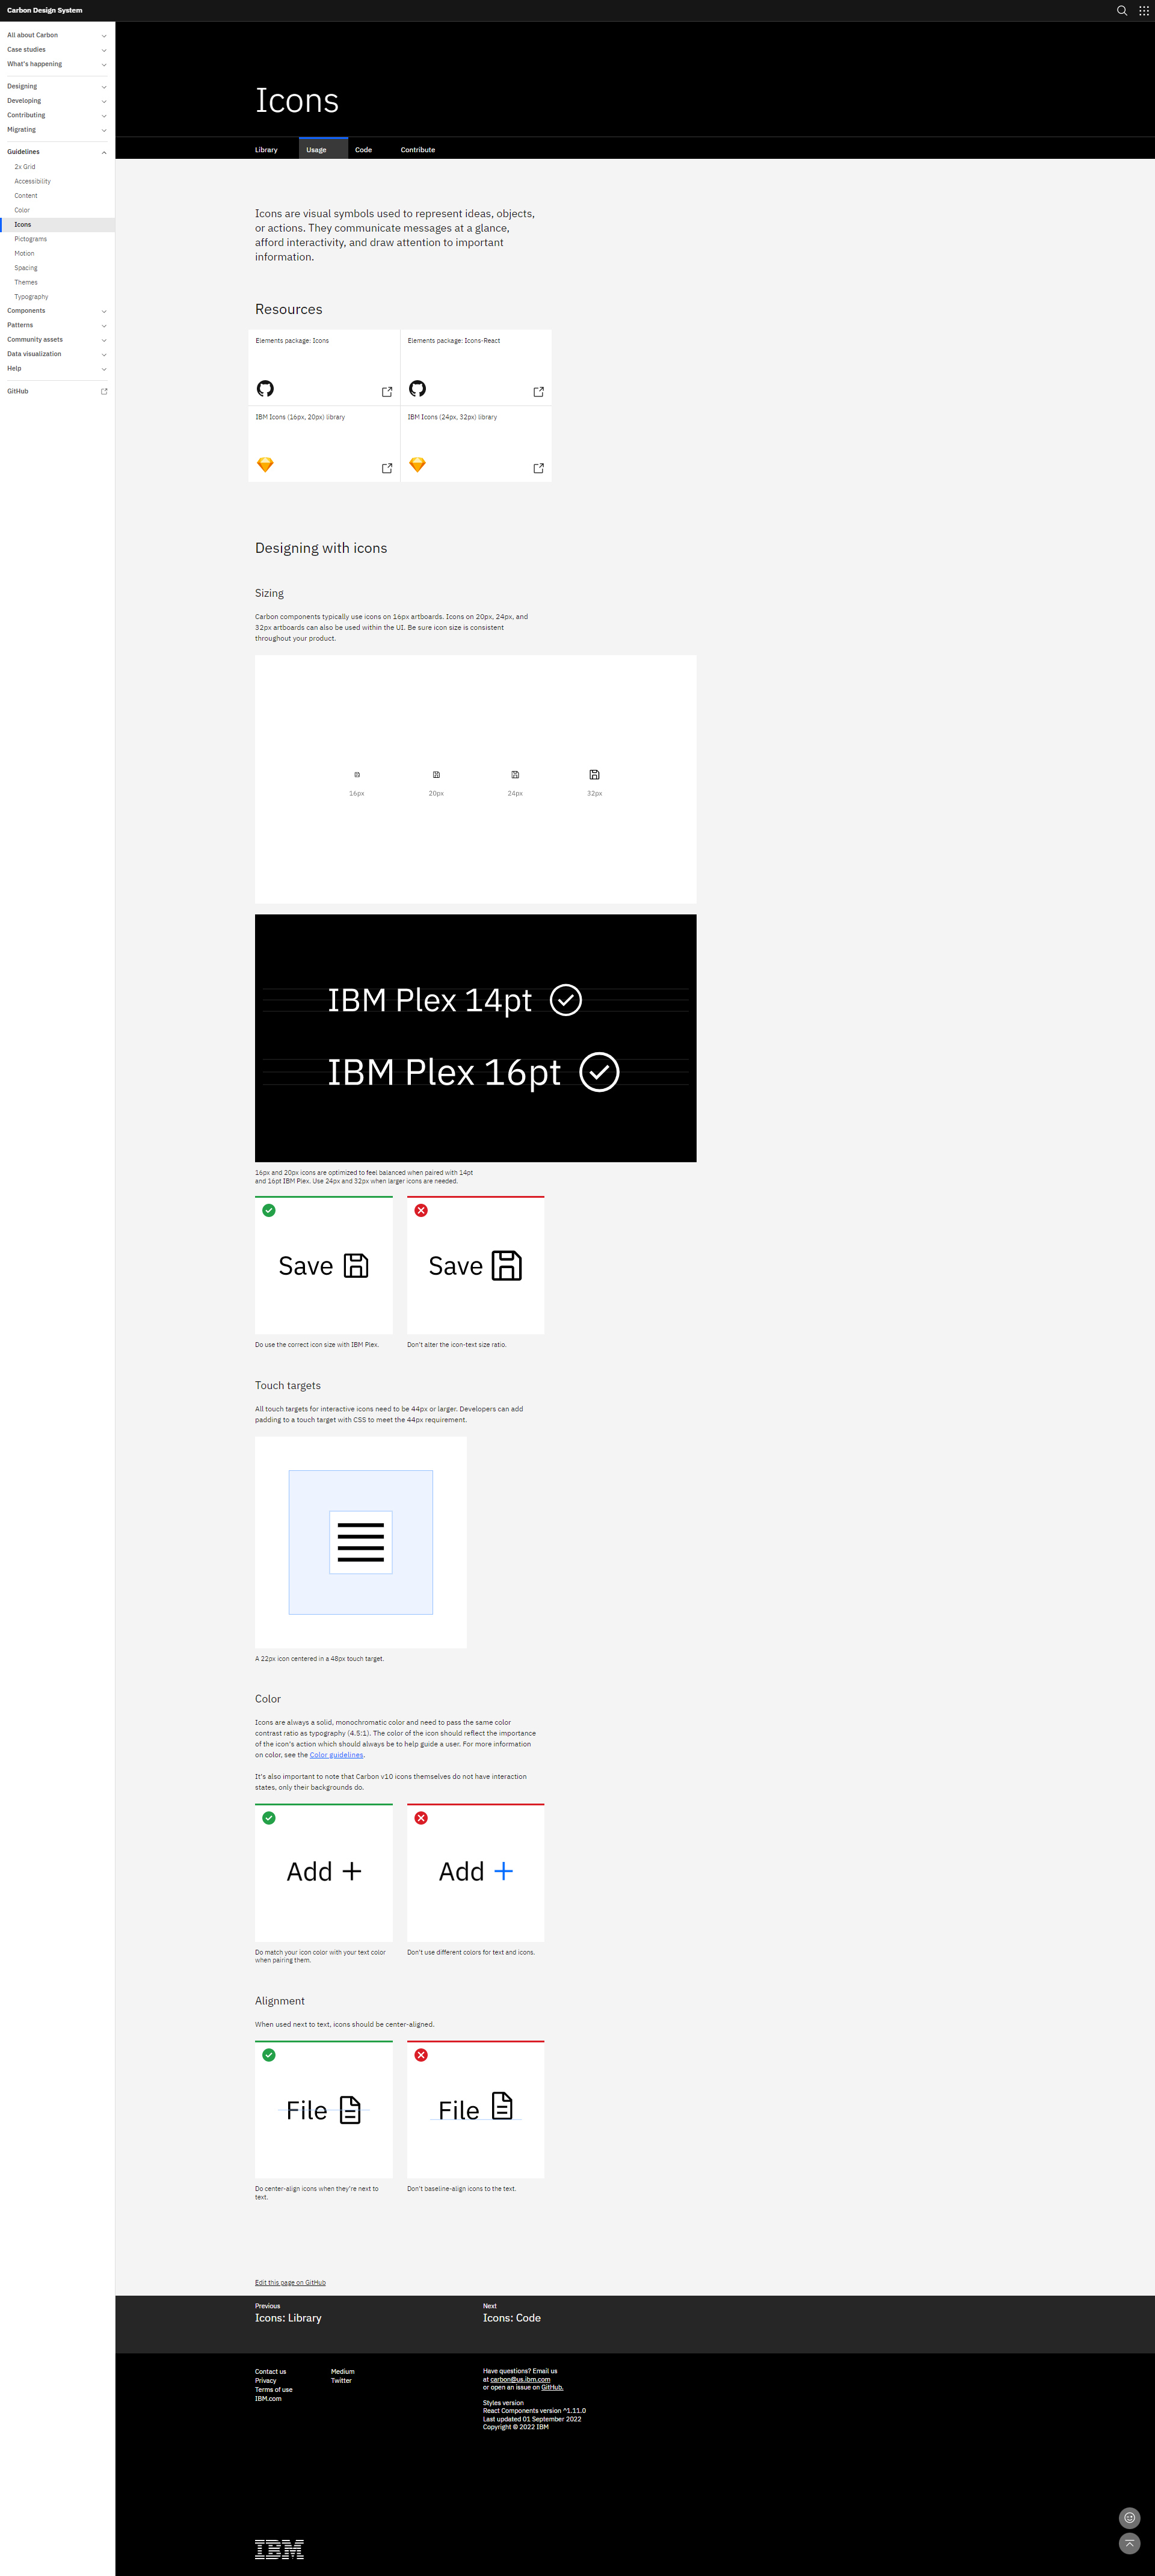 Carbon Design System
All about Carbon
Case studies
What's happening
Designing
Developing
Contributing
Migrating
Guidelines
2x Grid
Accessibility
Content
Color
Icons
Pictograms
Motion
Spacing
Themes
Typography
Components
Patterns
Community assets
Data visualization
Help
GitHub
Icons
Library
Usage
Code
Contribute
Icons are visual symbols used to represent ideas, objects,
or actions. They communicate messages at a glance,
afford interactivity, and draw attention to important
information.
Resources
Elements package: Icons
Elements package: Icons-React
IBM Icons (16px, 20px) library
IBM Icons (24px, 32px) library
Designing with icons
Sizing
Carbon components typically use icons on 16px artboards. Icons on 20px, 24px, and
32px artboards can also be used within the UI. Be sure icon size is consistent
throughout your product.
16px
20px
24px
32px
IBM Plex 14pt
IBM Plex 16pt
16px and 20px icons are optimized to feel balanced when paired with 14pt
and 16pt IBM Plex. Use 24px and 32px when larger icons are needed.
Save
Save
Do use the correct icon size with IBM Plex.
Don't alter the icon-text size ratio.
Touch targets
All touch targets for interactive icons need to be 44px or larger. Developers can add
padding to a touch target with CSS to meet the 44px requirement.
A 22px icon centered in a 48px touch target.
Color
Icons are always a solid, monochromatic color and need to pass the same color
contrast ratio as typography (4.5:1). The color of the icon should reflect the importance
of the icon's action which should always be to help guide a user. For more information
on color, see the Color guidelines.
It's also important to note that Carbon v10 icons themselves do not have interaction
states, only their backgrounds do.
Add
Add
Do match your icon color with your text color
when pairing them.
Don't use different colors for text and icons.
Alignment
When used next to text, icons should be center-aligned.
File
File
Do center-align icons when they're next to
text.
Don't baseline-align icons to the text.
Edit this page on GitHub
Previous
Icons: Library
Next
Icons: Code
Contact us
Privacy
Terms of use
IBM.com
Medium
Twitter
Have questions? Email us
at carbon@us.ibm.com
or open an issue on GitHub.
Styles version
React Components version ^1.11.0
Last updated 01 September 2022
Copyright © 2022 IBM
IBM